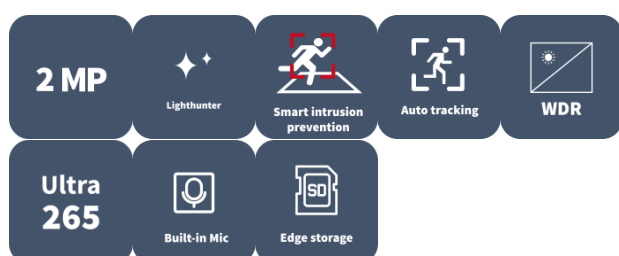 2 MP
Lighthunter
Smart intrusion
prevention
Auto tracking
WDR
Ultra
265
Built-in Mic
SD
Edge storage